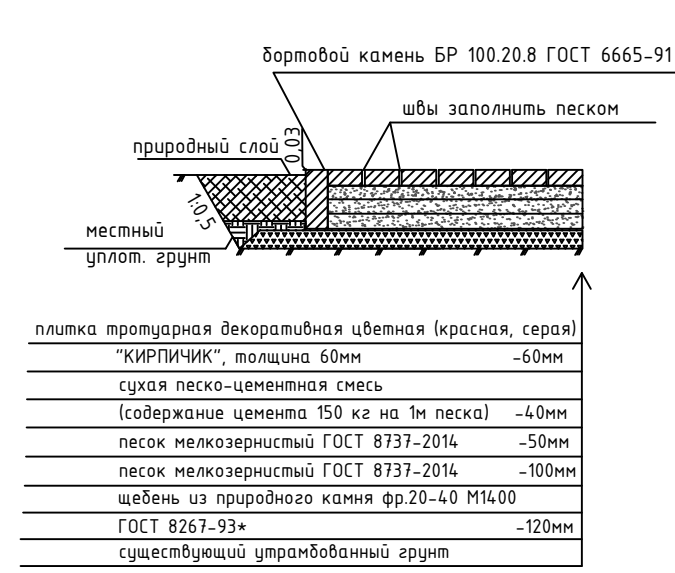 бортовой камень БР 100.20.8 ГОСТ 6665-91
швы заполнить песком
природный слой
0,03
1:0,5
местный
уплот. грунт
плитка тротуарная декоративная цветная (красная, серая)
"КИРПИЧИК", толщина 60мм -60мм
сухая песко-цементная смесь
(содержание цемента 150 кг на 1м песка) -40мм
песок мелкозернистый ГОСТ 8737-2014 -50мм
песок мелкозернистый ГОСТ 8737-2014 -100мм
щебень из природного камня фр.20-40 М1400
ГОСТ 8267-93* -120мм
существующий утрамбованный грунт